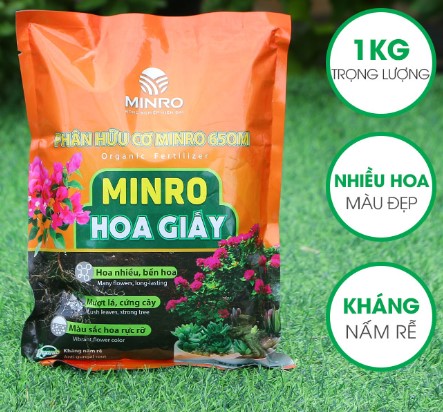 MINRO
PHÂN HỮU CƠ MINRO 65OM
Organic Fertilizer
MINRO
HOA GIẤY
Hoa nhiều, bền hoa
Many flowers, long-lasting
Mượt lá, cứng cây
Lush leaves, strong tree
Màu sắc hoa rực rỡ
Vibrant flower color
Kháng nấm rễ
1KG
TRỌNG LƯỢNG
NHIỀU HOA
MÀU ĐẸP
KHÁNG
NẤM RỄ